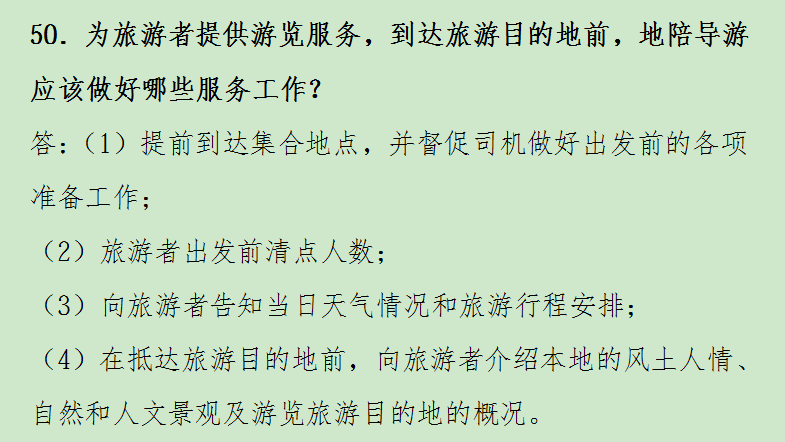 50．为旅游者提供游览服务，到达旅游目的地前，地陪导游
应该做好哪些服务工作？
答：（1）提前到达集合地点，并督促司机做好出发前的各项
准备工作；
（2）旅游者出发前清点人数；
（3）向旅游者告知当日天气情况和旅游行程安排；
（4）在抵达旅游目的地前，向旅游者介绍本地的风土人情、
自然和人文景观及游览旅游目的地的概况。